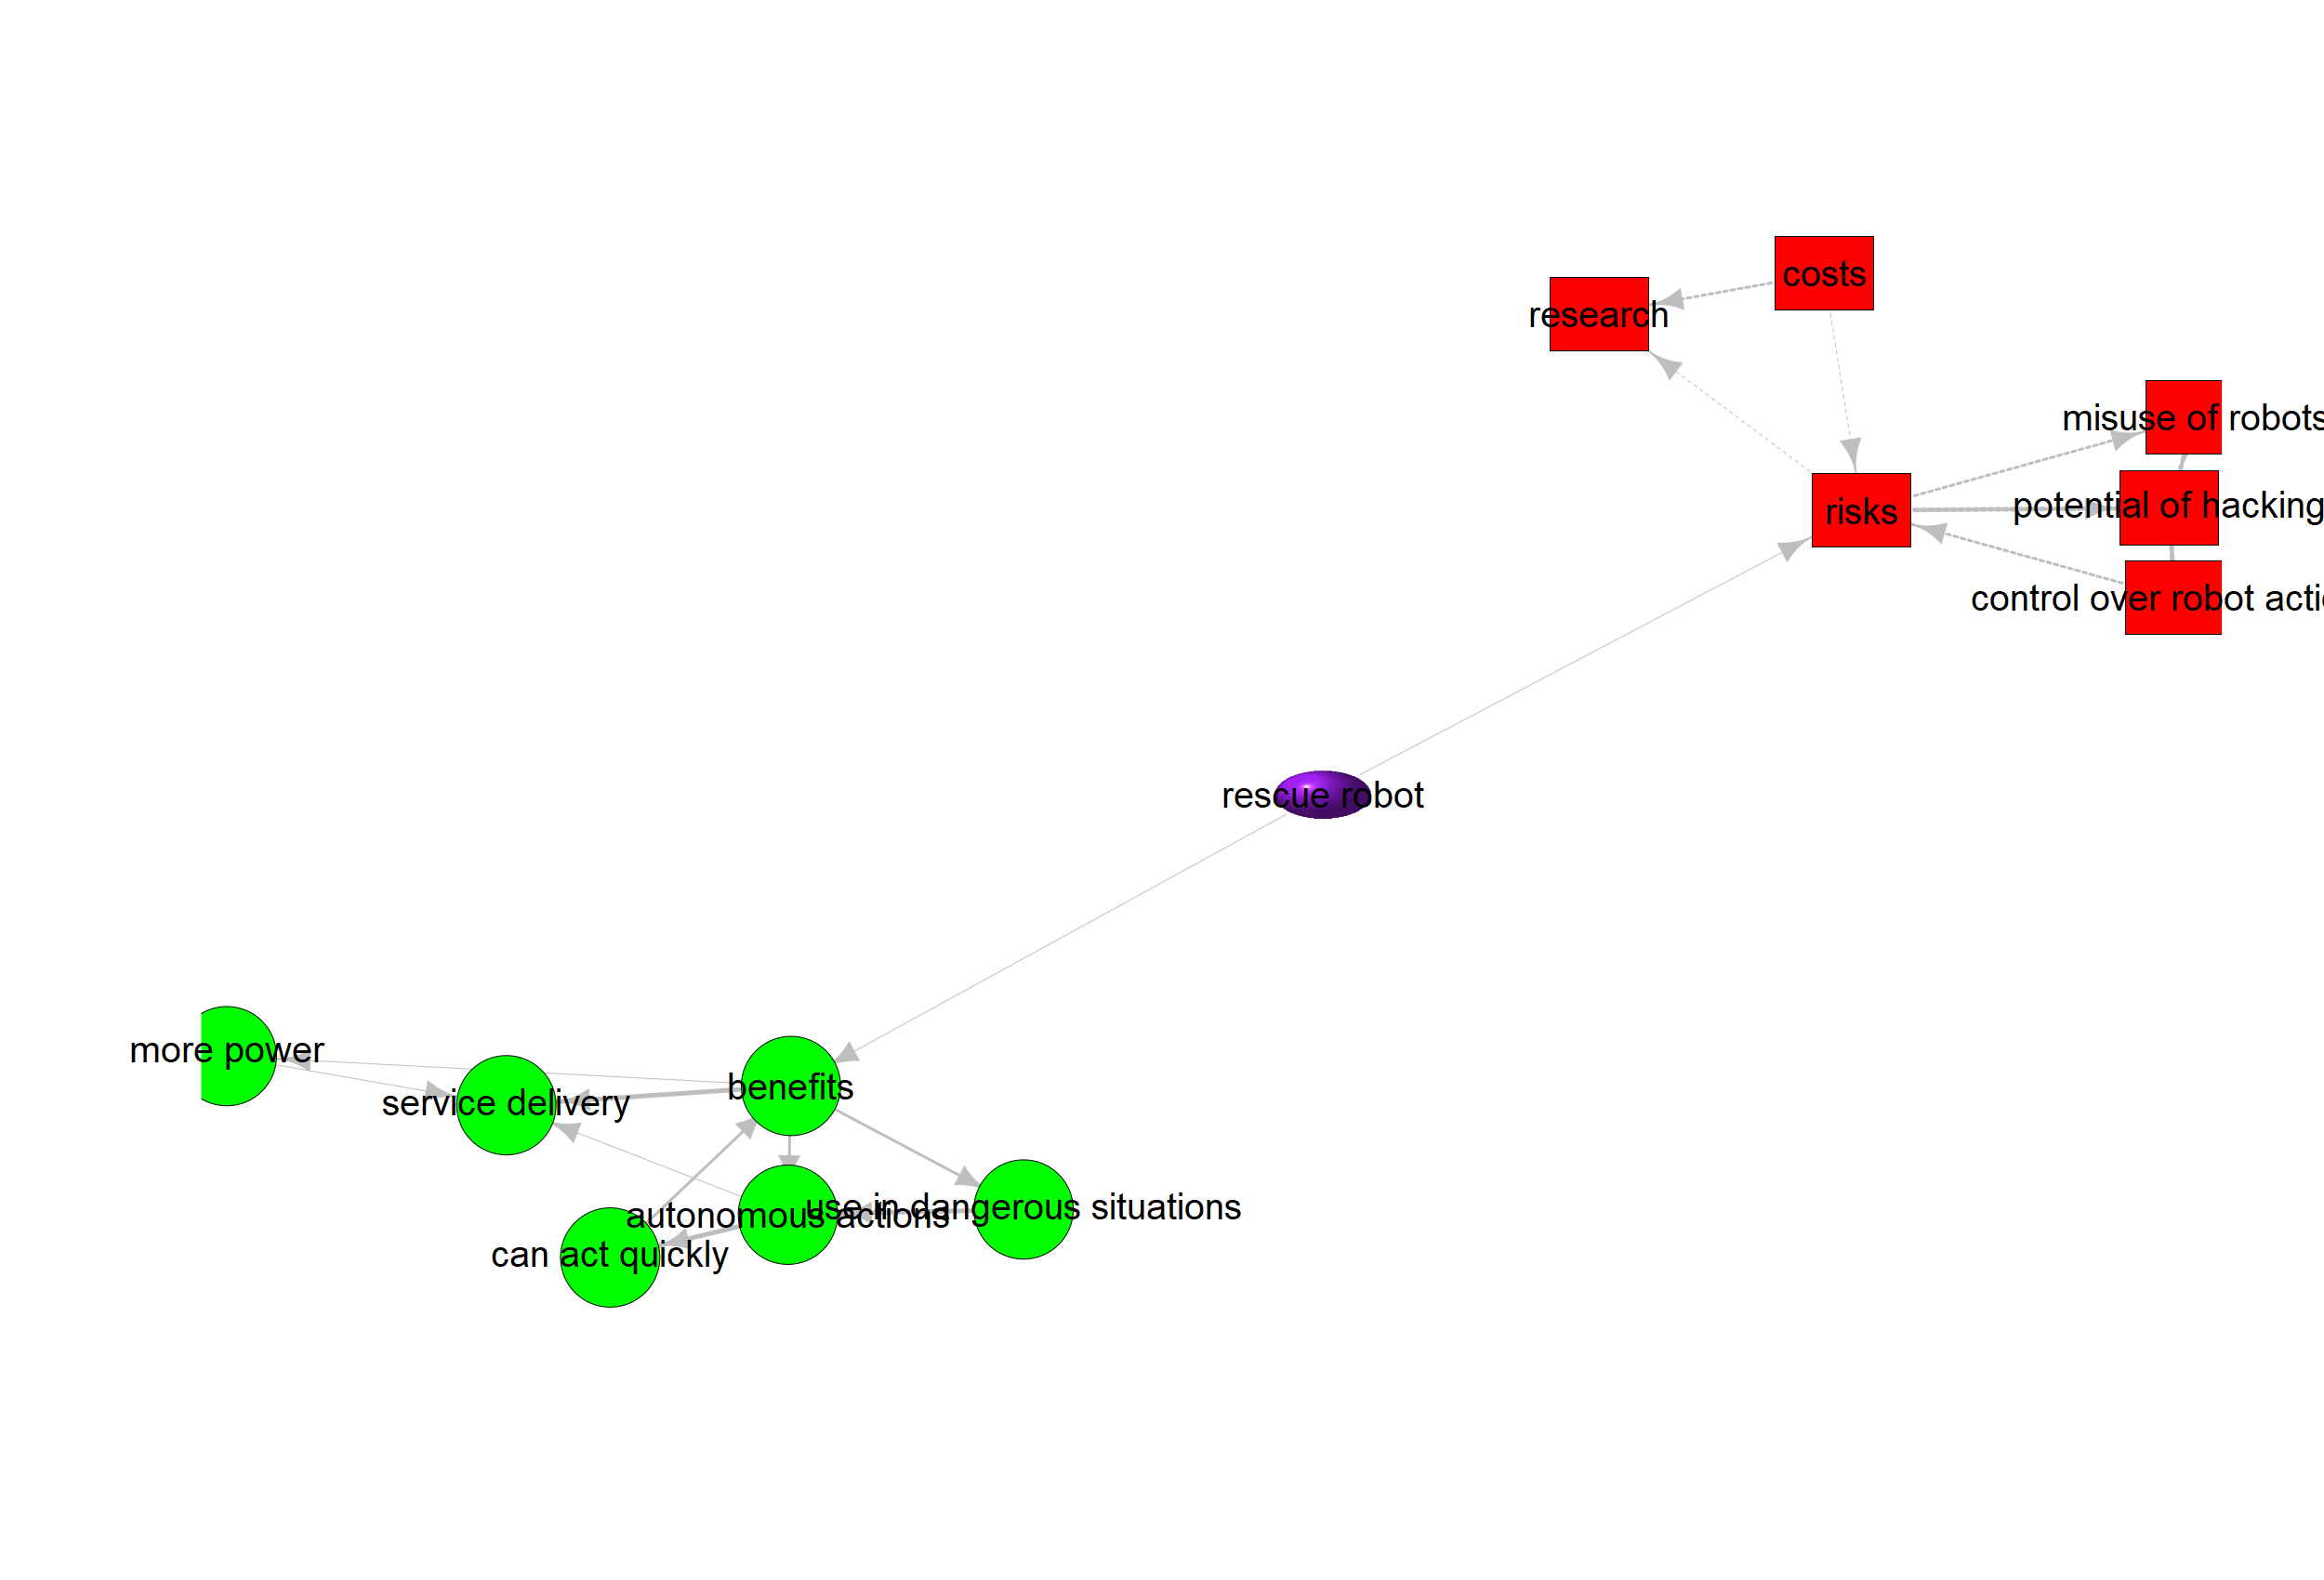 costs
research
misuse of robots
potential of hacking
risks
control over robot acti
rescue robot
more power
benefits
service delivery
use in dangerous situations
autonomous actions
can act quickly